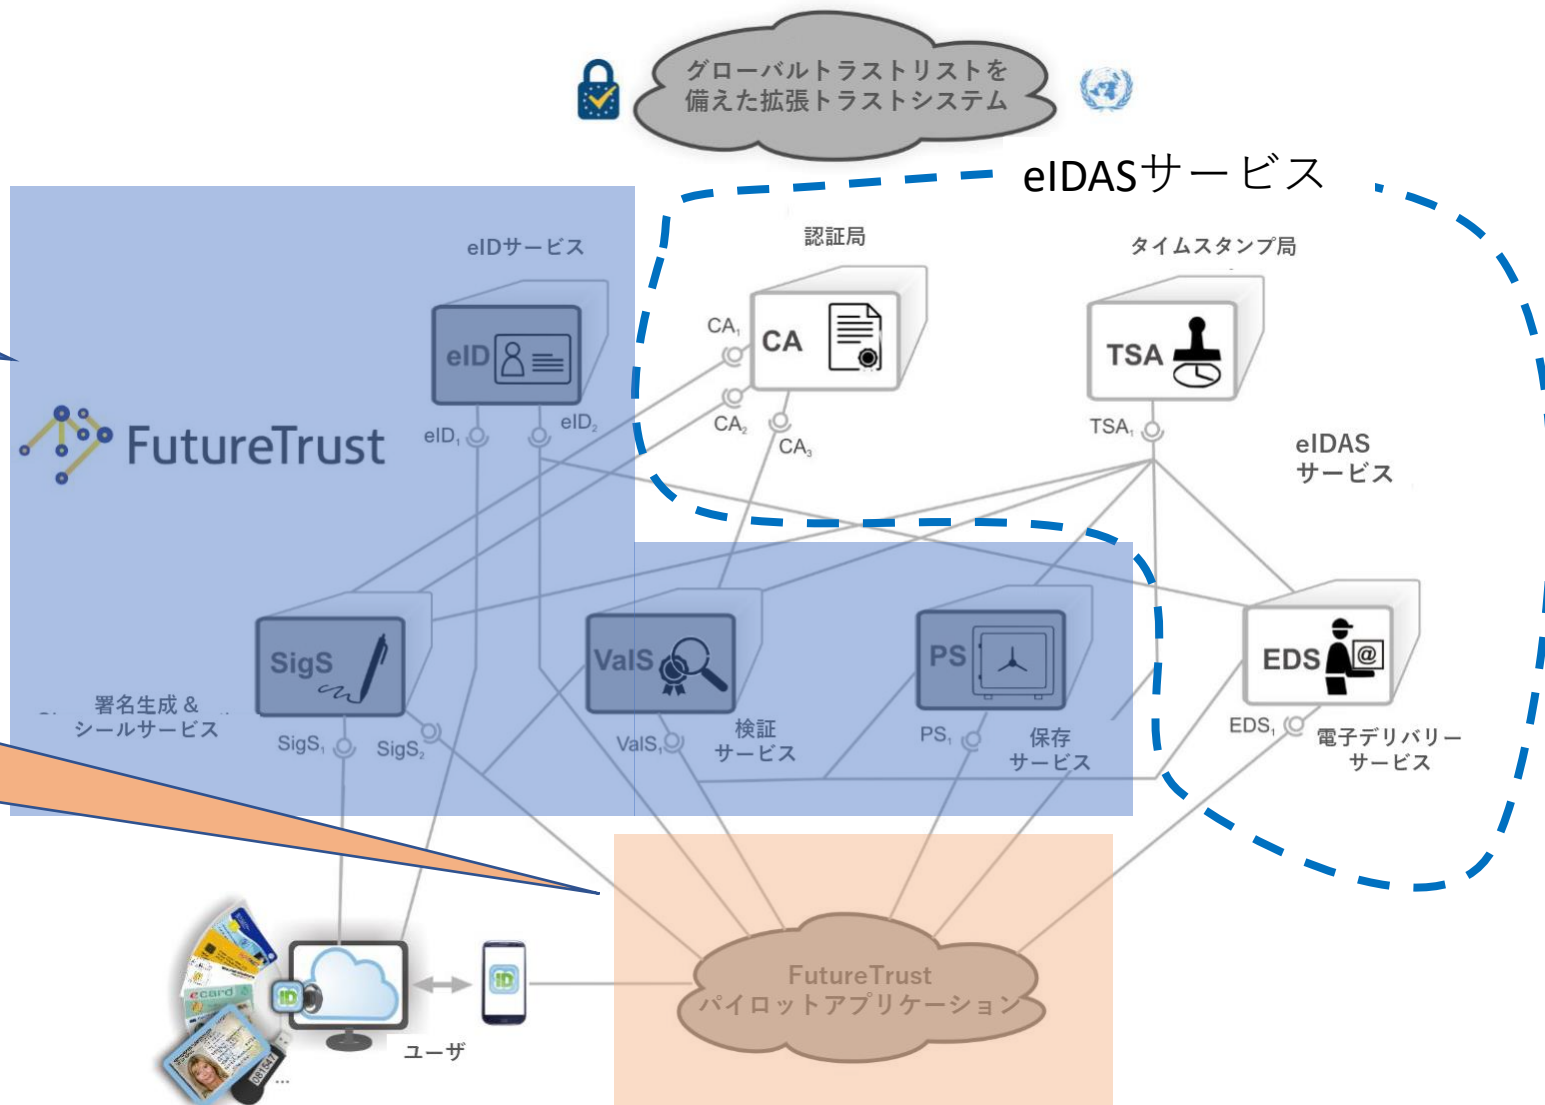 グローバルトラストリストを
備えた拡張トラストシステム
eIDASサービス
eIDサービス
認証局
タイムスタンプ局
eID
CA
TSA
CA₁
CA₂
CA₃
eID₁
eID₂
TSA₁
FutureTrust
eIDAS
サービス
SigS
ValS
PS
EDS
@
署名生成 &
シールサービス
SigS₁
SigS₂
ValS₁
検証
サービス
PS₁
保存
サービス
EDS₁
電子デリバリー
サービス
ecard
iD
iD
081547
...
ユーザ
FutureTrust
パイロットアプリケーション